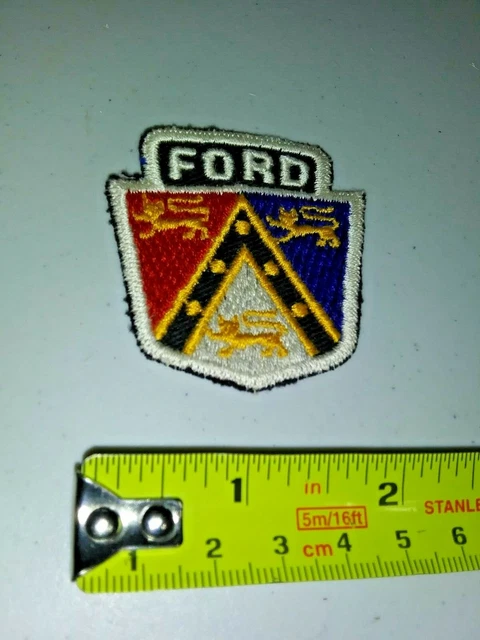 FORD
1 in 2
5m/16ft STANLE
1 2 3 cm 4 5 6